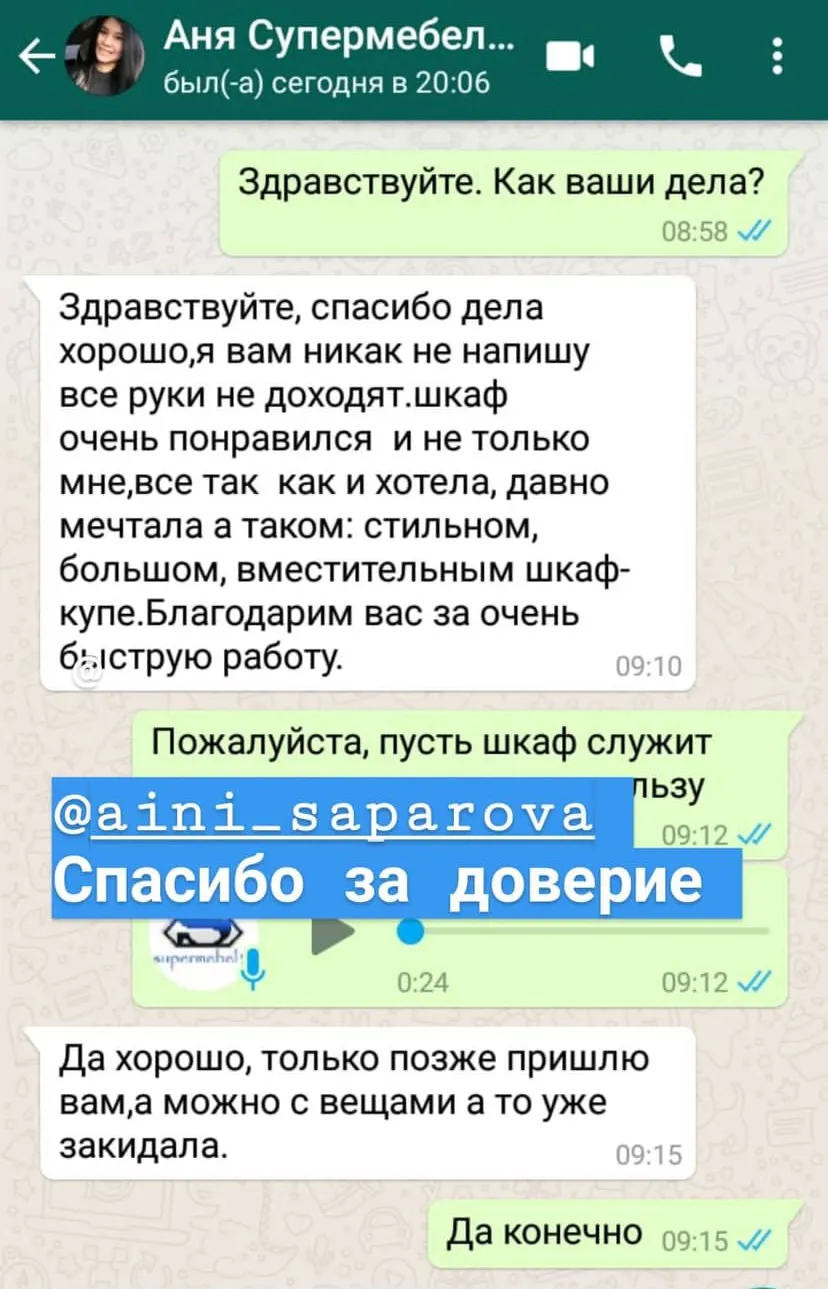 Аня Супермебел...
был(-а) сегодня в 20:06
Здравствуйте. Как ваши дела?
08:58
Здравствуйте, спасибо дела
хорошо,я вам никак не напишу
все руки не доходят.шкаф
очень понравился и не только
мне,все так как и хотела, давно
мечтала а таком: стильном,
большом, вместительным шкаф-
купе.Благодарим вас за очень
быструю работу.
09:10
Пожалуйста, пусть шкаф служит
льзу
09:12
@aini_saparova
Спасибо за доверие
supermebel
0:24
09:12
Да хорошо, только позже пришлю
вам,а можно с вещами а то уже
закидала.
09:15
Да конечно
09:15